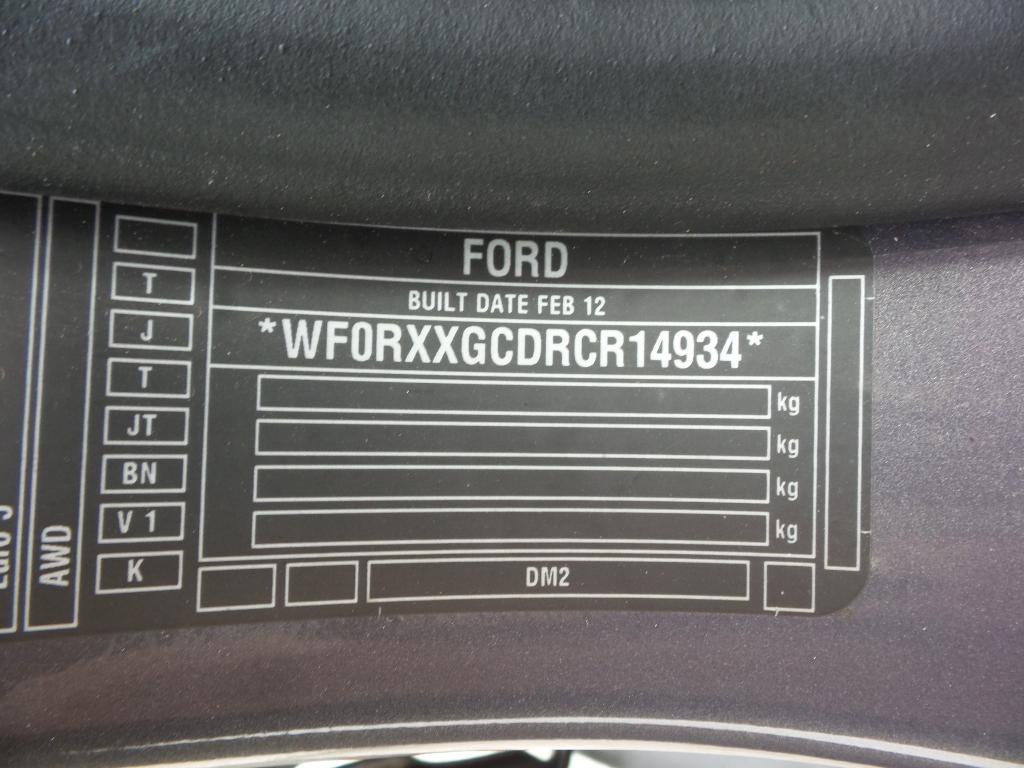 FORD
BUILT DATE FEB 12
*WF0RXXGCDRCR14934*
kg
kg
kg
kg
DM2
T
J
T
JT
BN
V 1
K
AWD